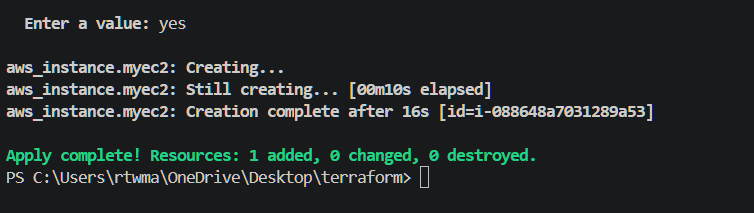 Enter a value: yes
aws_instance.myec2: Creating...
aws_instance.myec2: Still creating... [00m10s elapsed]
aws_instance.myec2: Creation complete after 16s [id=i-088648a7031289a53]
Apply complete! Resources: 1 added, 0 changed, 0 destroyed.
PS C:\Users\rtwma\OneDrive\Desktop\terraform>